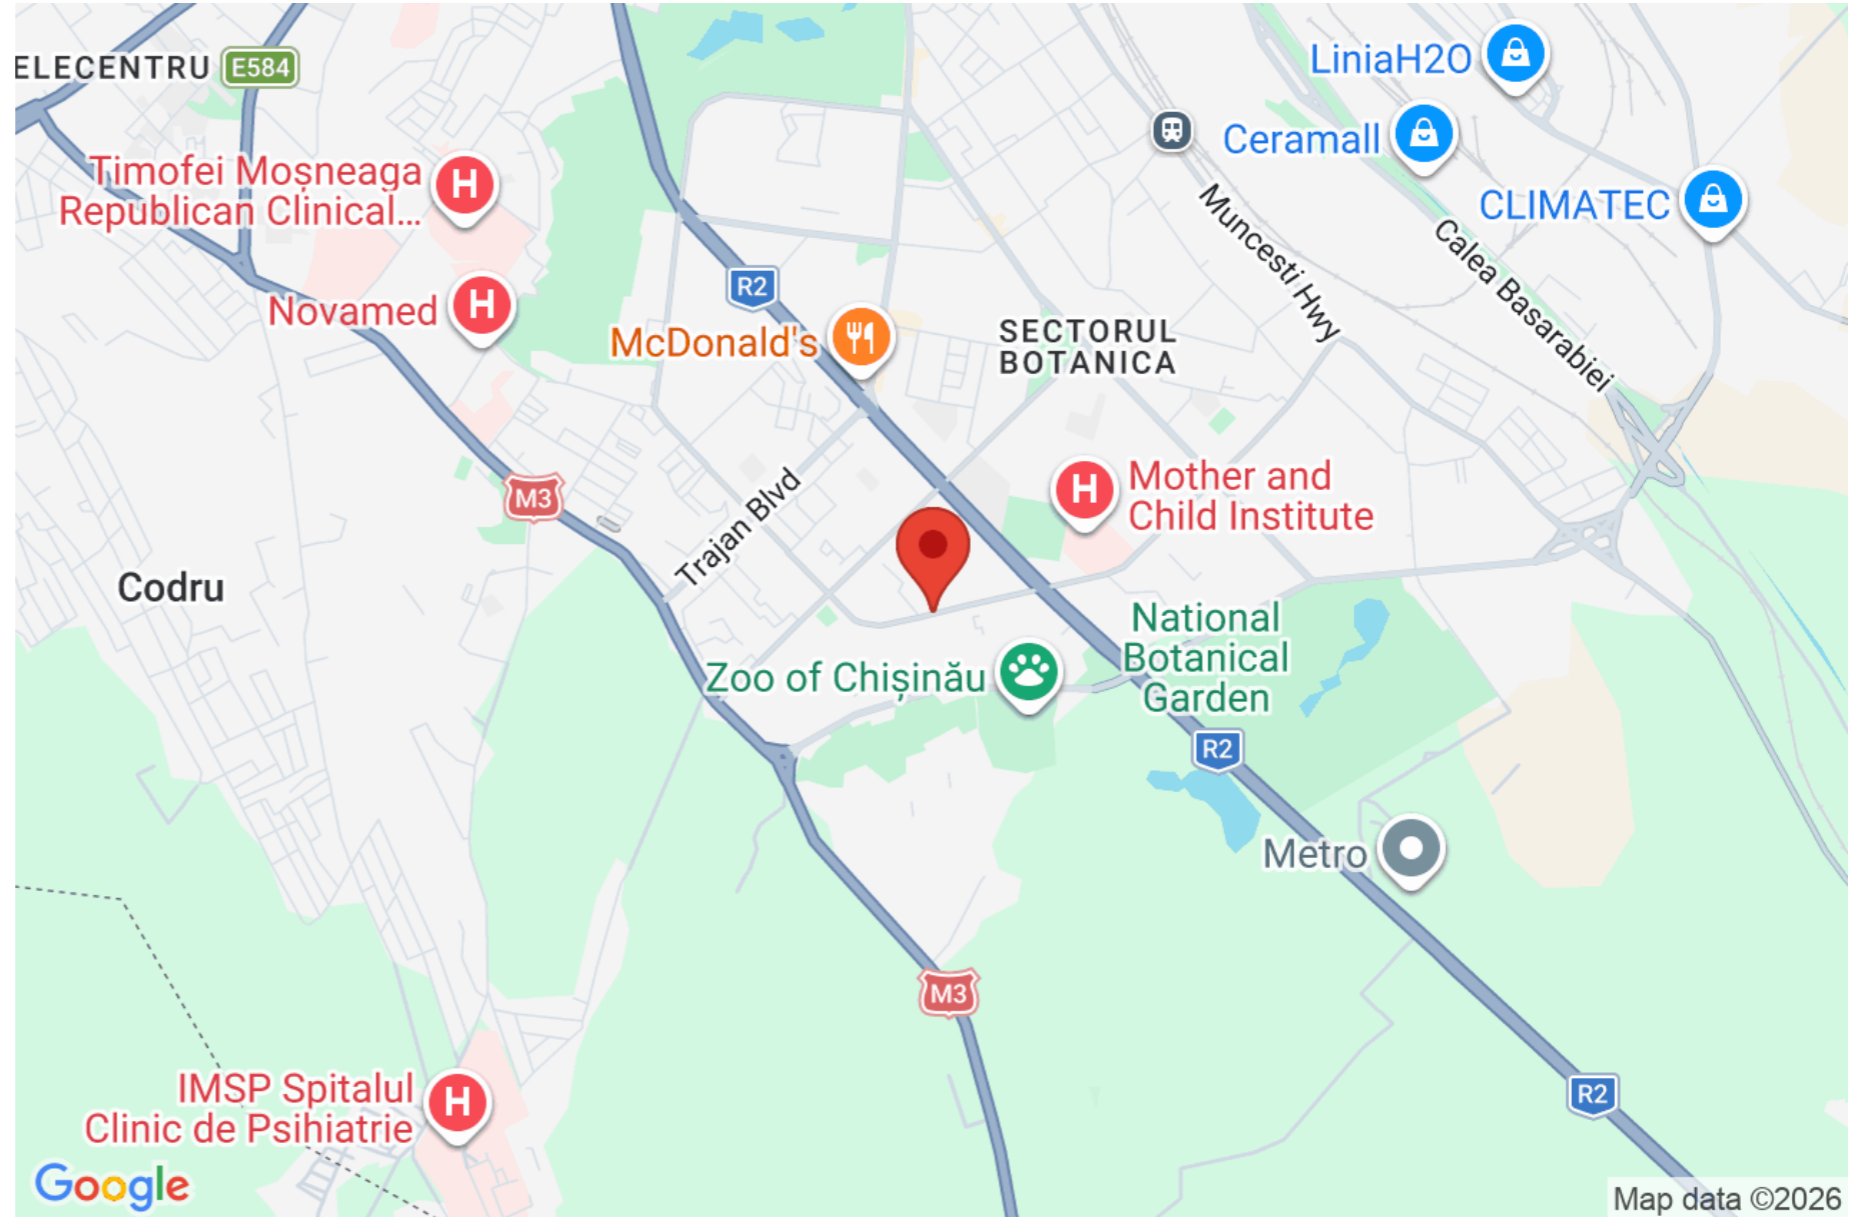 ELECENTRU
E584
LiniaH2O
Ceramall
CLIMATEC
Timofei Moșneaga
Republican Clinical...
Novamed
R2
McDonald's
SECTORUL
BOTANICA
Muncesti Hwy
Calea Basarabiei
M3
Trajan Blvd
Mother and
Child Institute
Codru
Zoo of Chișinău
National
Botanical
Garden
R2
Metro
M3
R2
IMSP Spitalul
Clinic de Psihiatrie
Google
Map data ©2026